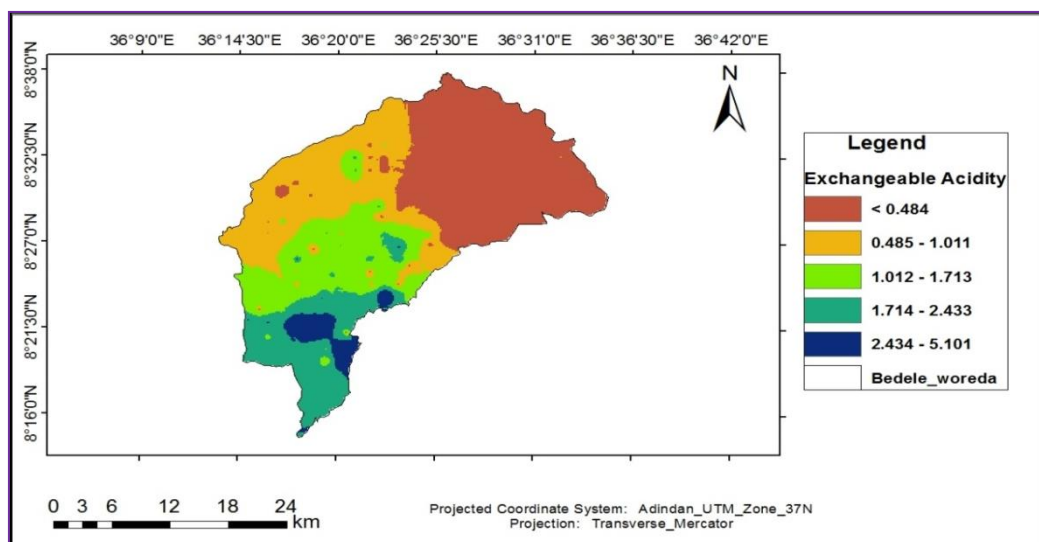 36°9'0"E 36°14'30"E 36°20'0"E 36°25'30"E 36°31'0"E 36°36'30"E 36°42'0"E
8°38'0"N
8°32'30"N
8°27'0"N
8°21'30"N
8°16'0"N
N
Legend
Exchangeable Acidity
< 0.484
0.485 - 1.011
1.012 - 1.713
1.714 - 2.433
2.434 - 5.101
Bedele_woreda
0 3 6 12 18 24
km
Projected Coordinate System: Adindan_UTM_Zone_37N
Projection: Transverse_Mercator